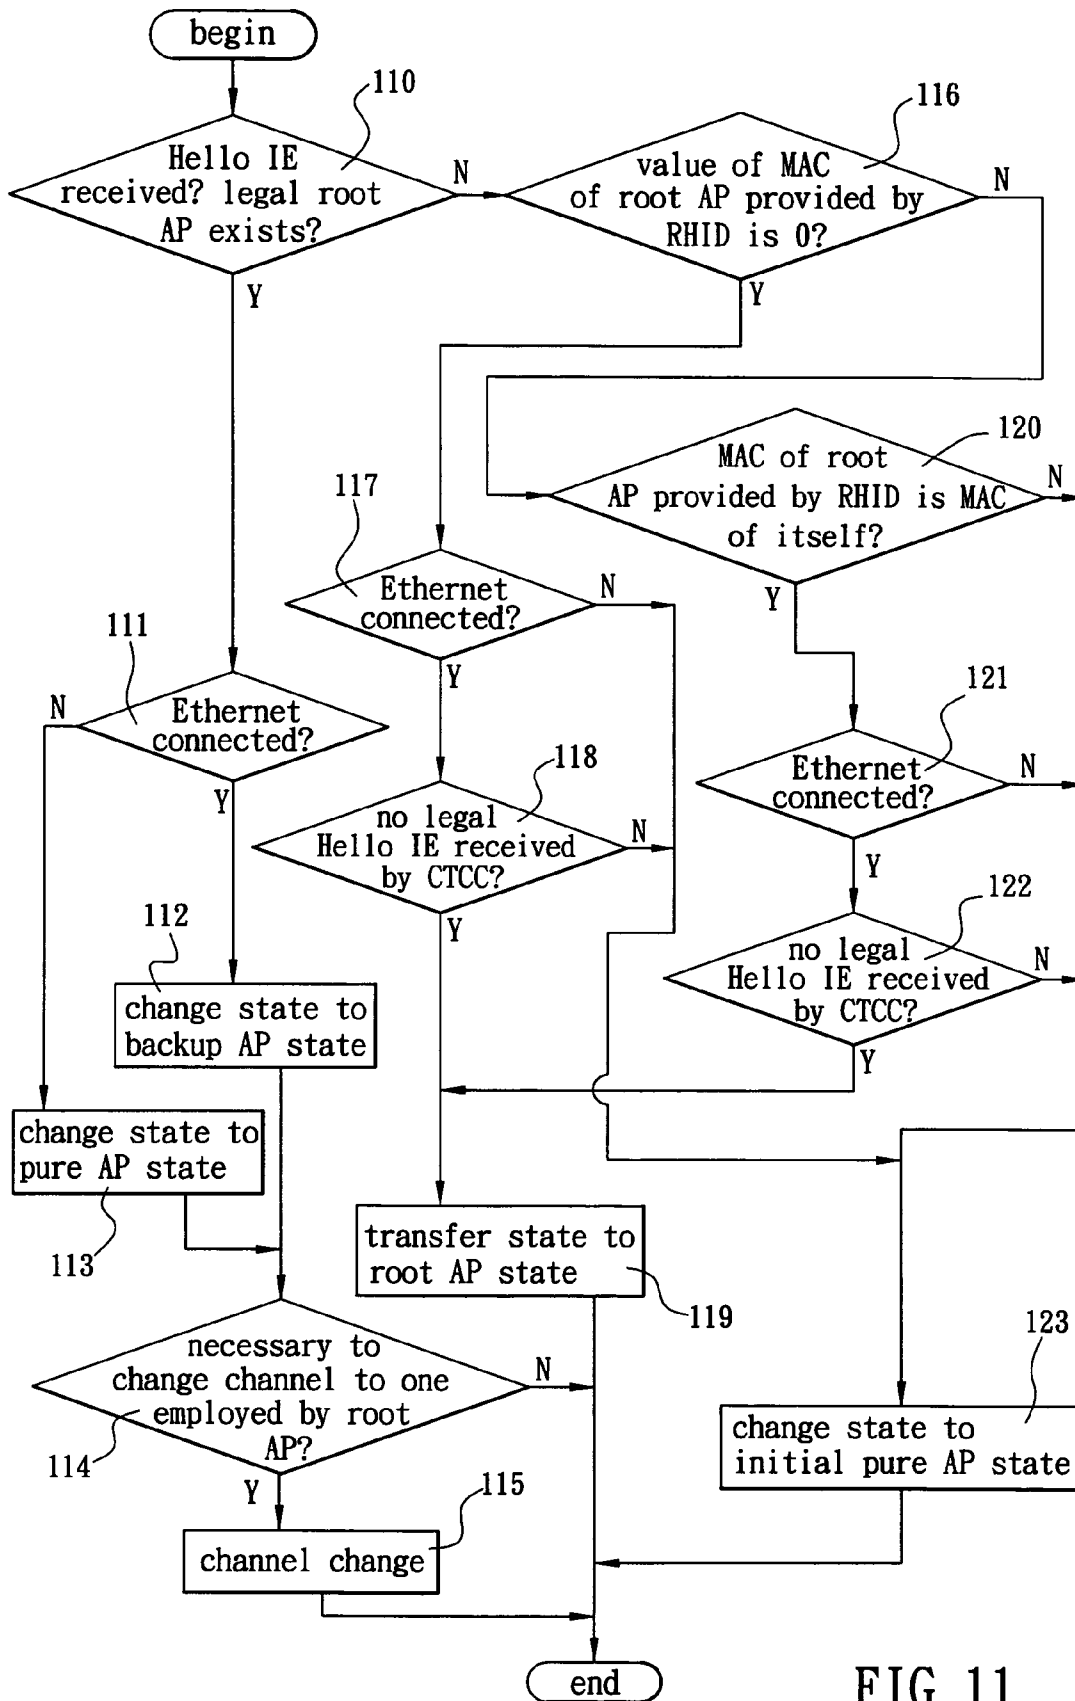 begin
110
Hello IE
received? legal root
AP exists?
N
Y
116
value of MAC
of root AP provided by
RHID is 0?
N
Y
120
MAC of root
AP provided by RHID is MAC
of itself?
N
Y
117
Ethernet
connected?
N
Y
111
Ethernet
connected?
N
Y
121
Ethernet
connected?
N
Y
118
no legal
Hello IE received
by CTCC?
N
Y
122
no legal
Hello IE received
by CTCC?
N
Y
112
change state to
backup AP state
change state to
pure AP state
113
transfer state to
root AP state
119
necessary to
change channel to one
employed by root
AP?
114
N
Y
123
change state to
initial pure AP state
115
channel change
end
FIG 11